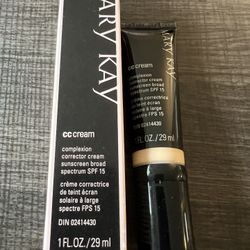 MARY KAY
cc cream
complexion
corrector cream
sunscreen broad
spectrum SPF 15
crème correctrice
de teint écran
solaire à large
spectre FPS 15
DIN 02414430
1 FL. OZ. / 29 mL
MARY KAY
cc cream
complexion
corrector cream
sunscreen broad
spectrum SPF 15
crème correctrice
de teint écran
solaire à large
spectre FPS 15
DIN 02414430
1 FL. OZ. / 29 mL